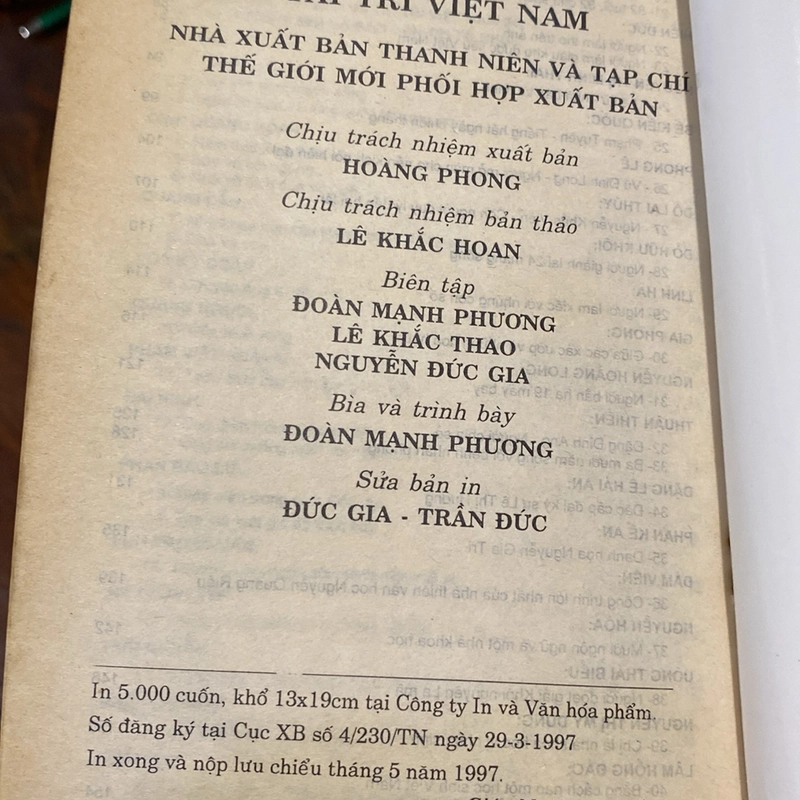 TRÍ VIỆT NAM
NHÀ XUẤT BẢN THANH NIÊN VÀ TẠP CHÍ
THẾ GIỚI MỚI PHỐI HỢP XUẤT BẢN
Chịu trách nhiệm xuất bản
HOÀNG PHONG
Chịu trách nhiệm bản thảo
LÊ KHẮC HOAN
Biên tập
ĐOÀN MẠNH PHƯƠNG
LÊ KHẮC THAO
NGUYỄN ĐỨC GIA
Bìa và trình bày
ĐOÀN MẠNH PHƯƠNG
Sửa bản in
ĐỨC GIA - TRẦN ĐỨC
In 5.000 cuốn, khổ 13x19cm tại Công ty In và Văn hóa phẩm.
Số đăng ký tại Cục XB số 4/230/TN ngày 29-3-1997
In xong và nộp lưu chiểu tháng 5 năm 1997.